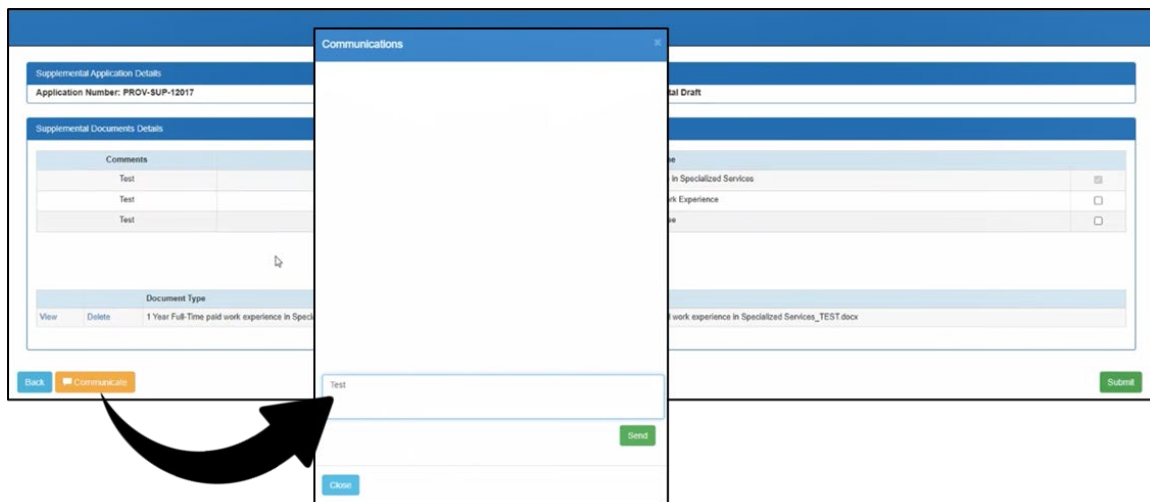 Supplemental Application Details
Application Number: PROV-SUP-12017
tal Draft
Supplemental Documents Details
Comments
Test
in Specialized Services
Test
rk Experience
Test
Document Type
View Delete 1 Year Full-Time paid work experience in Speci
work experience in Specialized Services_TEST.docx
Back Communicate
Submit
Communications x
Test
Send
Close